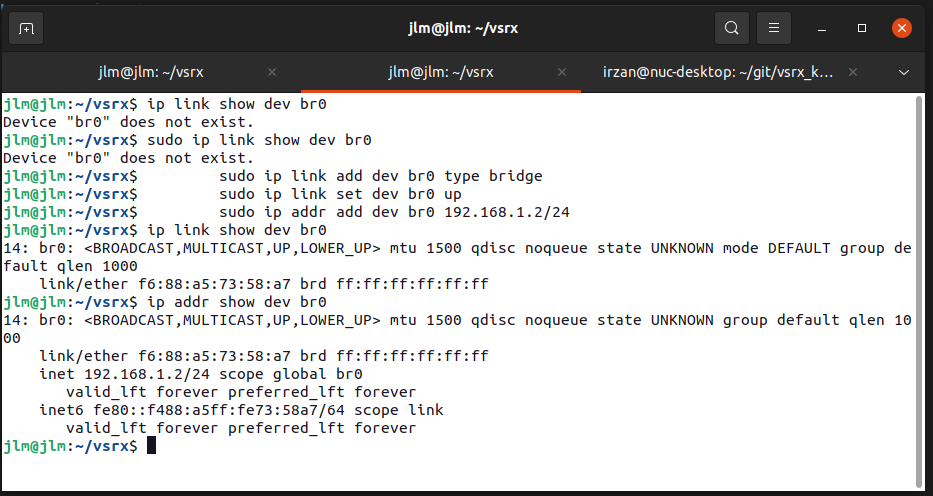 jlm@jlm: ~/vsrx
jlm@jlm: ~/vsrx
jlm@jlm: ~/vsrx
irzan@nuc-desktop: ~/git/vsrx_k...
jlm@jlm:~/vsrx$ ip link show dev br0
Device "br0" does not exist.
jlm@jlm:~/vsrx$ sudo ip link show dev br0
Device "br0" does not exist.
jlm@jlm:~/vsrx$         sudo ip link add dev br0 type bridge
jlm@jlm:~/vsrx$         sudo ip link set dev br0 up
jlm@jlm:~/vsrx$         sudo ip addr add dev br0 192.168.1.2/24
jlm@jlm:~/vsrx$ ip link show dev br0
14: br0: <BROADCAST,MULTICAST,UP,LOWER_UP> mtu 1500 qdisc noqueue state UNKNOWN mode DEFAULT group de
fault qlen 1000
    link/ether f6:88:a5:73:58:a7 brd ff:ff:ff:ff:ff:ff
jlm@jlm:~/vsrx$ ip addr show dev br0
14: br0: <BROADCAST,MULTICAST,UP,LOWER_UP> mtu 1500 qdisc noqueue state UNKNOWN group default qlen 10
00
    link/ether f6:88:a5:73:58:a7 brd ff:ff:ff:ff:ff:ff
    inet 192.168.1.2/24 scope global br0
       valid_lft forever preferred_lft forever
    inet6 fe80::f488:a5ff:fe73:58a7/64 scope link
       valid_lft forever preferred_lft forever
jlm@jlm:~/vsrx$